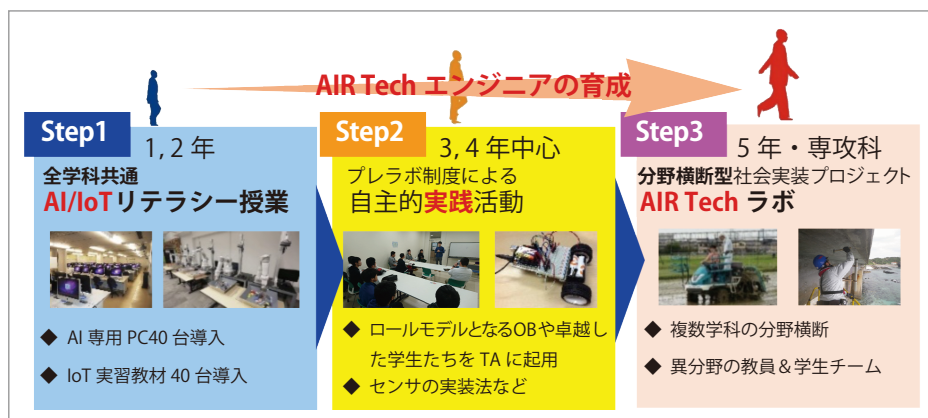 AIR Tech エンジニアの育成
Step1
1, 2 年
全学科共通
AI/IoTリテラシー授業
◆ AI 専用 PC40 台導入
◆ IoT 実習教材 40 台導入
Step2
3, 4 年中心
プレラボ制度による
自主的実践活動
◆ ロールモデルとなるOBや卓越し
た学生たちを TA に起用
◆ センサの実装法など
Step3
5 年・専攻科
分野横断型社会実装プロジェクト
AIR Tech ラボ
◆ 複数学科の分野横断
◆ 異分野の教員＆学生チーム